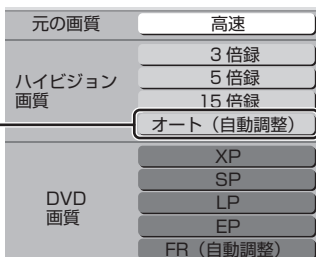 元の画質
高速
ハイビジョン
画質
3 倍録
5 倍録
15 倍録
オート（自動調整）
DVD
画質
XP
SP
LP
EP
FR（自動調整）